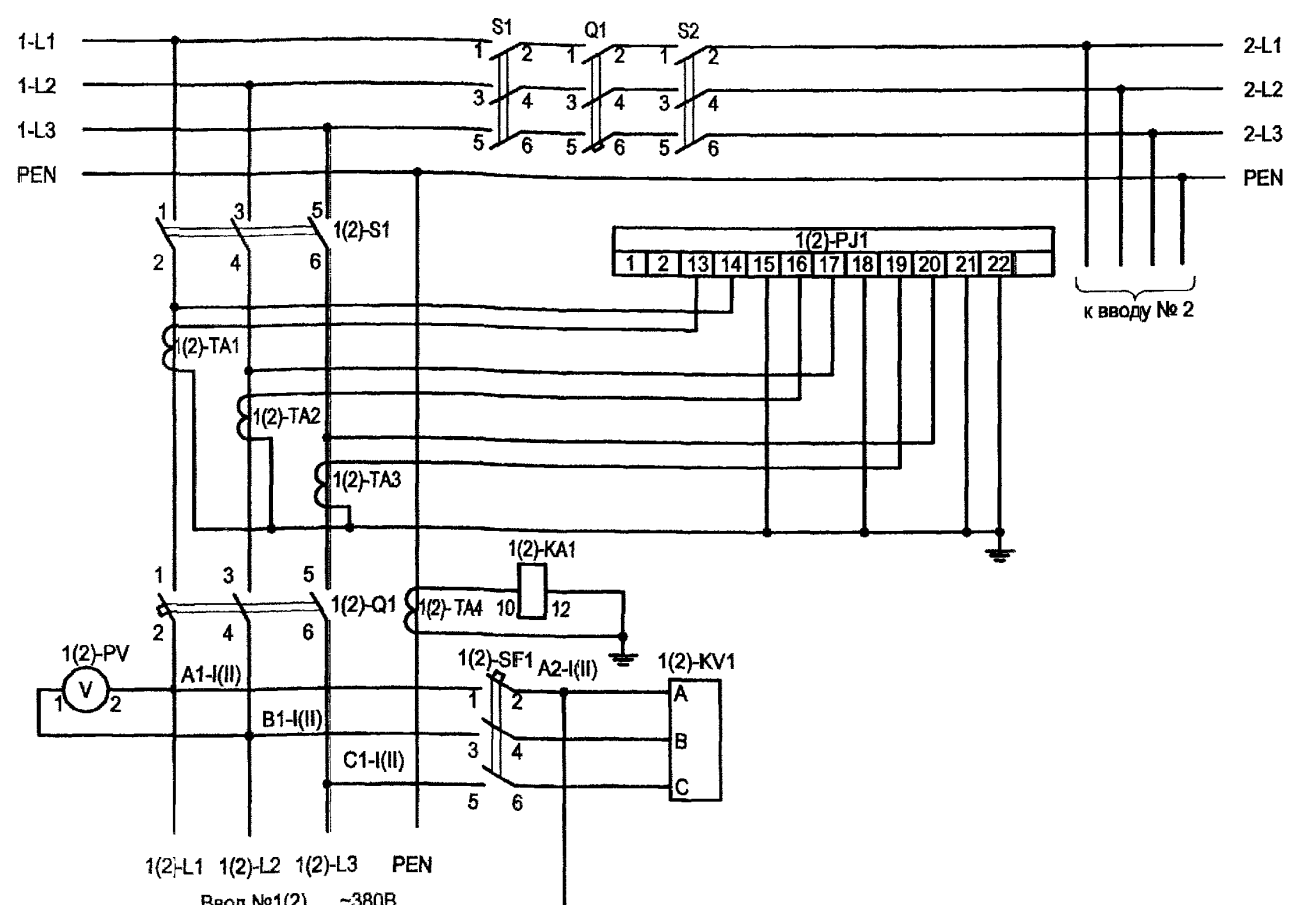 S1 Q1 S2
1-L1 1 2 1 2 1 2 2-L1
1-L2 3 4 3 4 3 4 2-L2
1-L3 5 6 5 6 5 6 2-L3
PEN PEN
1 3 5
1(2)-S1
2 4 6
1(2)-PJ1
1 2 13 14 15 16 17 18 19 20 21 22
к вводу № 2
1(2)-TA1
1(2)-TA2
1(2)-TA3
1(2)-KA1
1 3 5
1(2)-Q1
1(2)-TA4 10 12
2 4 6
1(2)-PV
1(2)-SF1 A2-I(II) 1(2)-KV1
A1-I(II)
1 V 2
1 2 A
B1-I(II)
3 4 B
C1-I(II)
5 6 C
1(2)-L1 1(2)-L2 1(2)-L3 PEN
Ввод №1(2) ~380В